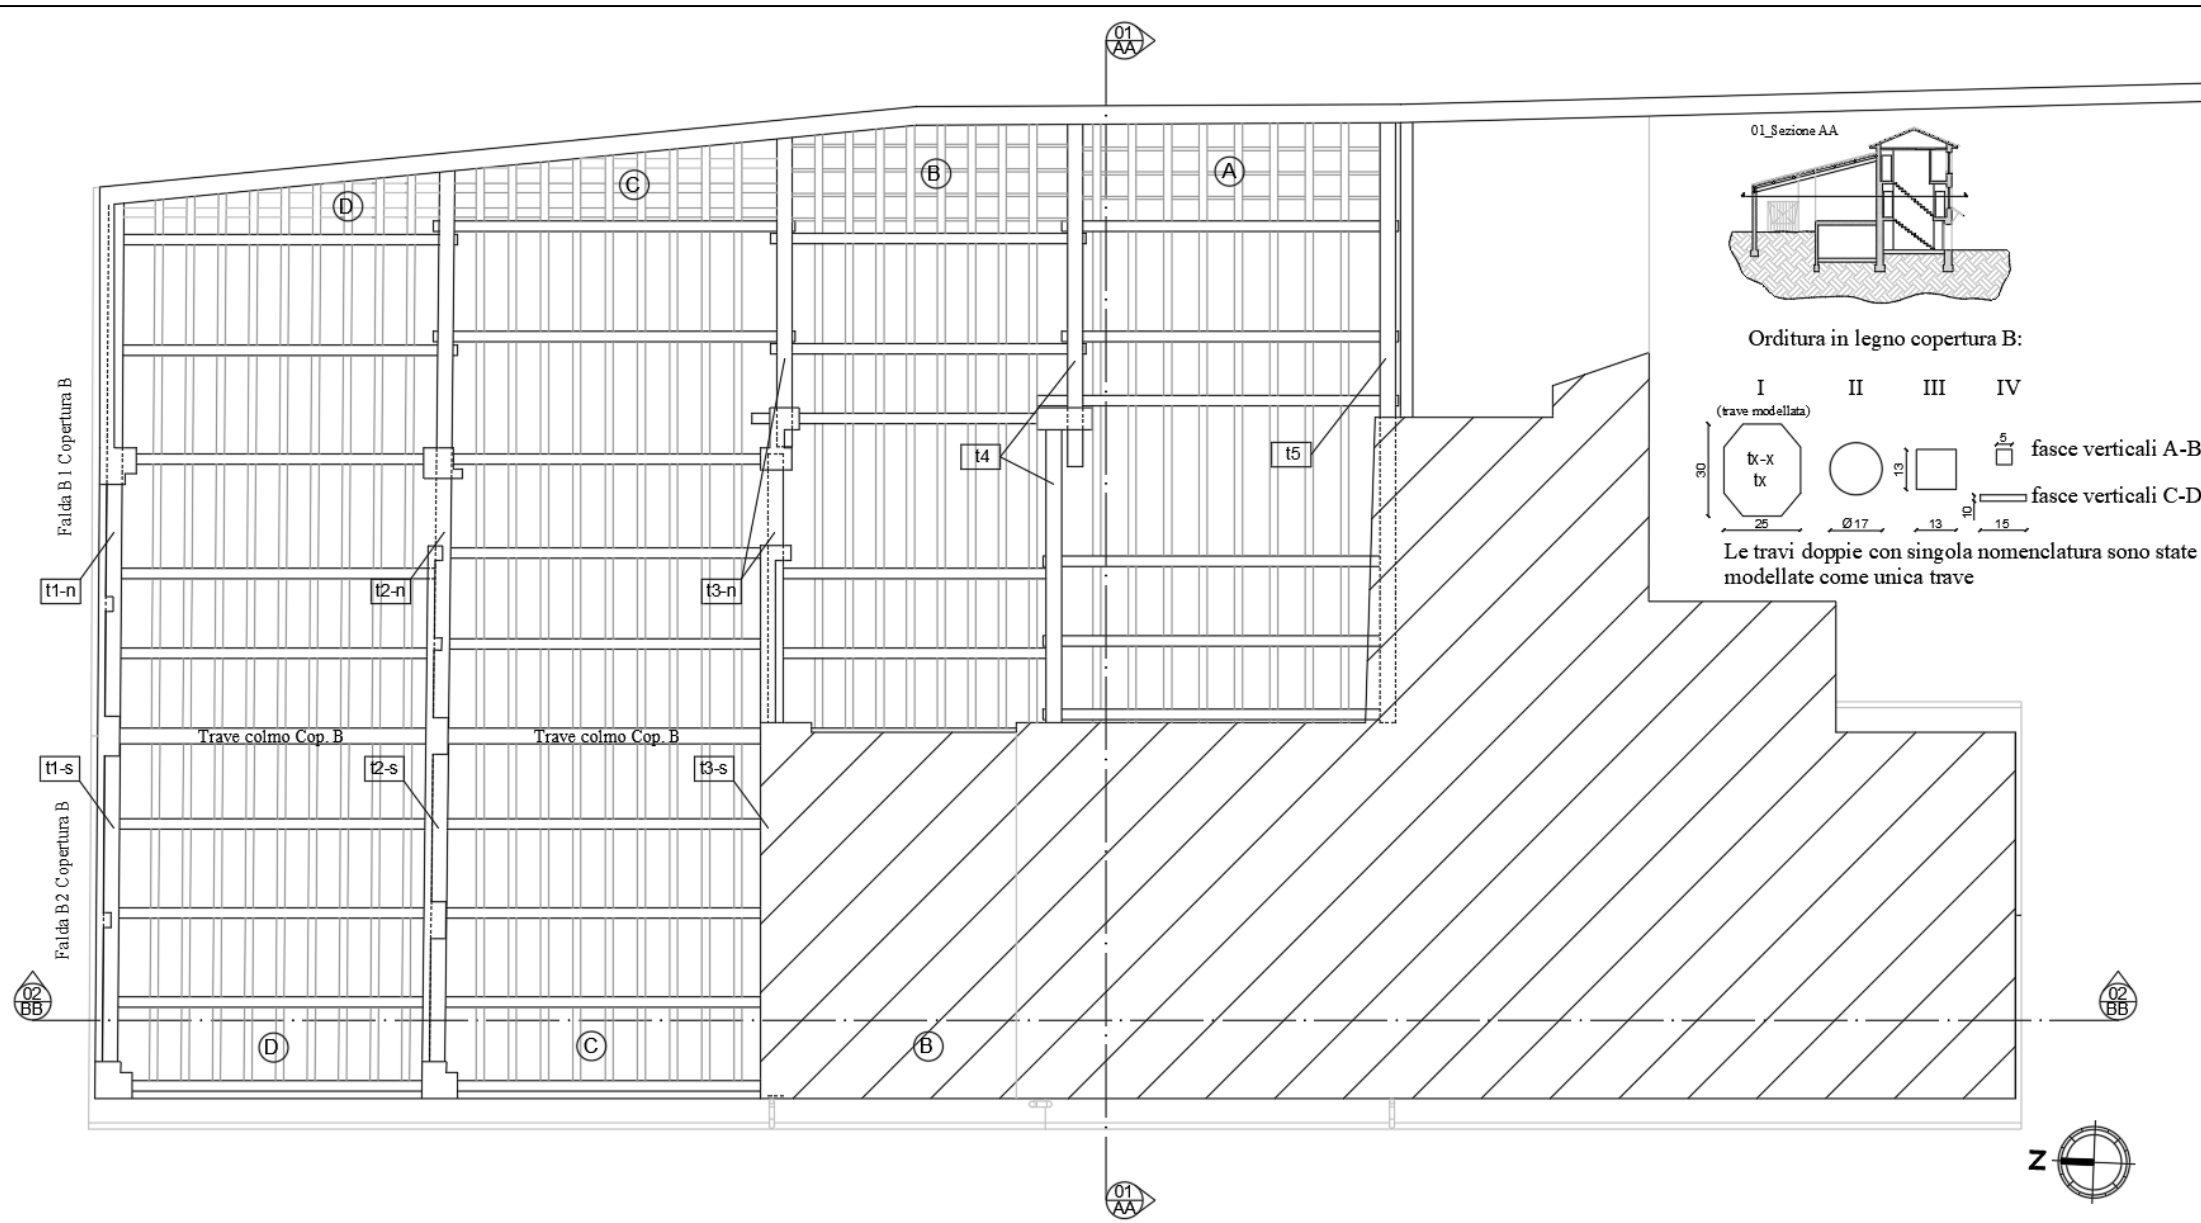 01
AA
01_Sezione AA
D
C
B
A
Orditura in legno copertura B:
I
II
III
IV
(trave modellata)
30
tx-x
tx
25
Ø17
13
13
5
fasce verticali A-B
10
fasce verticali C-D
15
Le travi doppie con singola nomenclatura sono state
modellate come unica trave
Falda B1 Copertura B
t4
t5
t1-n
t2-n
t3-n
Trave colmo Cop. B
Trave colmo Cop. B
t1-s
t2-s
t3-s
Falda B2 Copertura B
02
BB
02
BB
D
C
B
Z
01
AA